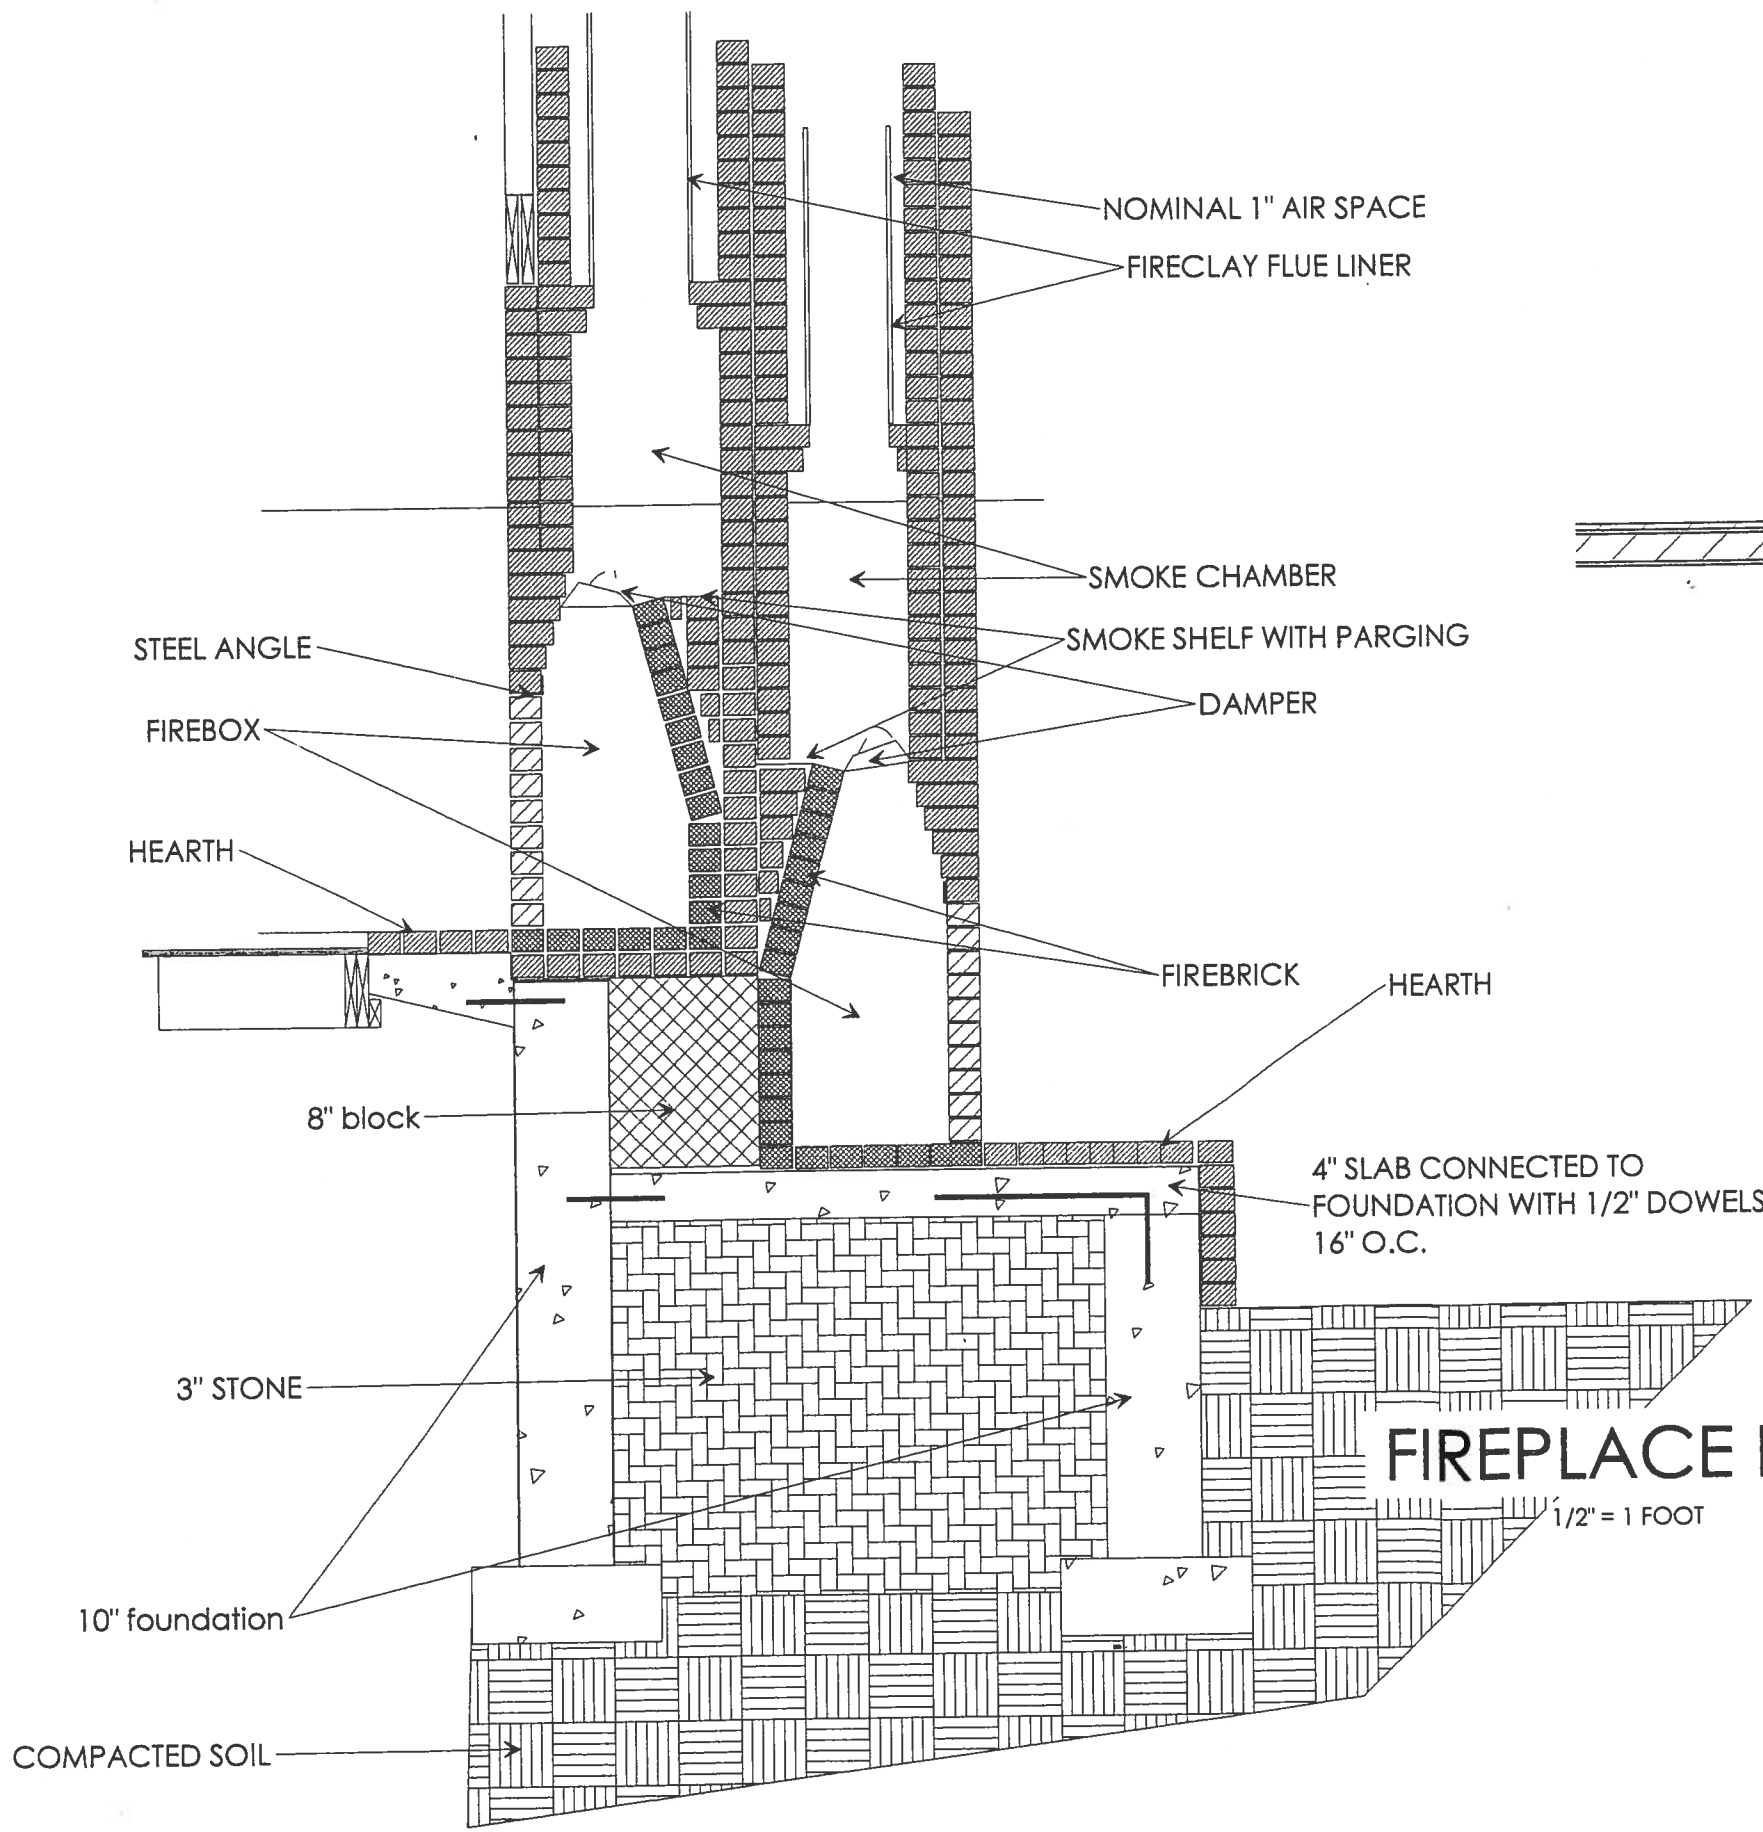 NOMINAL 1" AIR SPACE
FIRECLAY FLUE LINER
SMOKE CHAMBER
SMOKE SHELF WITH PARGING
STEEL ANGLE
DAMPER
FIREBOX
HEARTH
FIREBRICK
HEARTH
8" block
4" SLAB CONNECTED TO
FOUNDATION WITH 1/2" DOWELS
16" O.C.
3" STONE
FIREPLACE
1/2" = 1 FOOT
10" foundation
COMPACTED SOIL